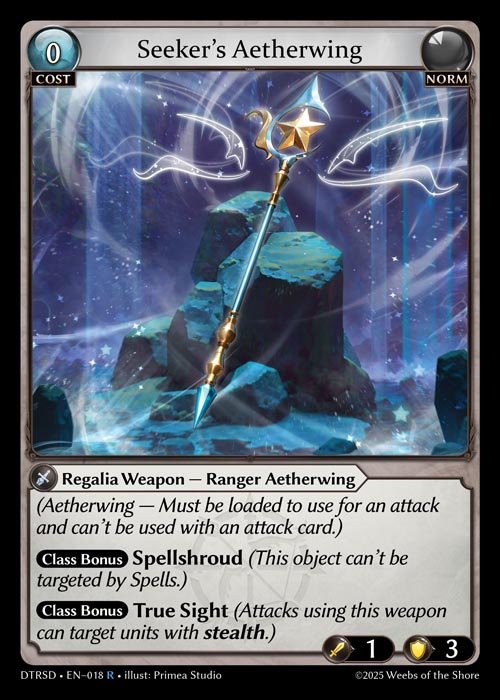 0
Seeker's Aetherwing
COST
NORM
Regalia Weapon — Ranger Aetherwing
(Aetherwing — Must be loaded to use for an attack
and can't be used with an attack card.)
Class Bonus Spellshroud (This object can't be
targeted by Spells.)
Class Bonus True Sight (Attacks using this weapon
can target units with stealth.)
1
3
DTRSD • EN-018 R • illust: Primea Studio
©2025 Weebs of the Shore